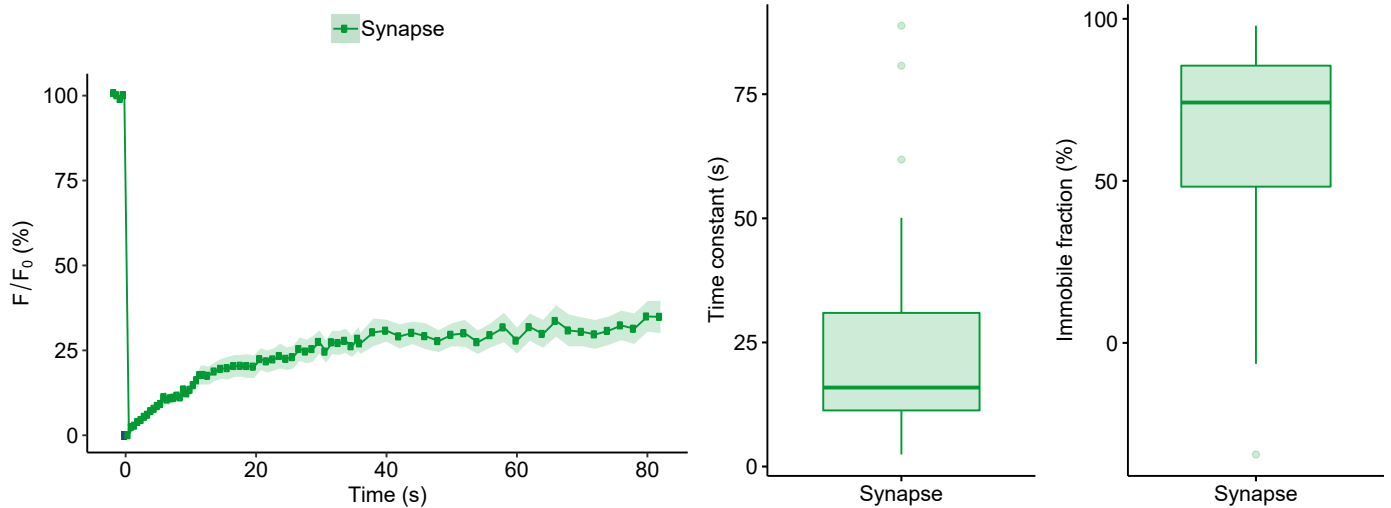 Synapse
F/F0 (%)
100
75
50
25
0
0 20 40 60 80
Time (s)
Time constant (s)
75
50
25
0
Synapse
Immobile fraction (%)
100
50
0
Synapse